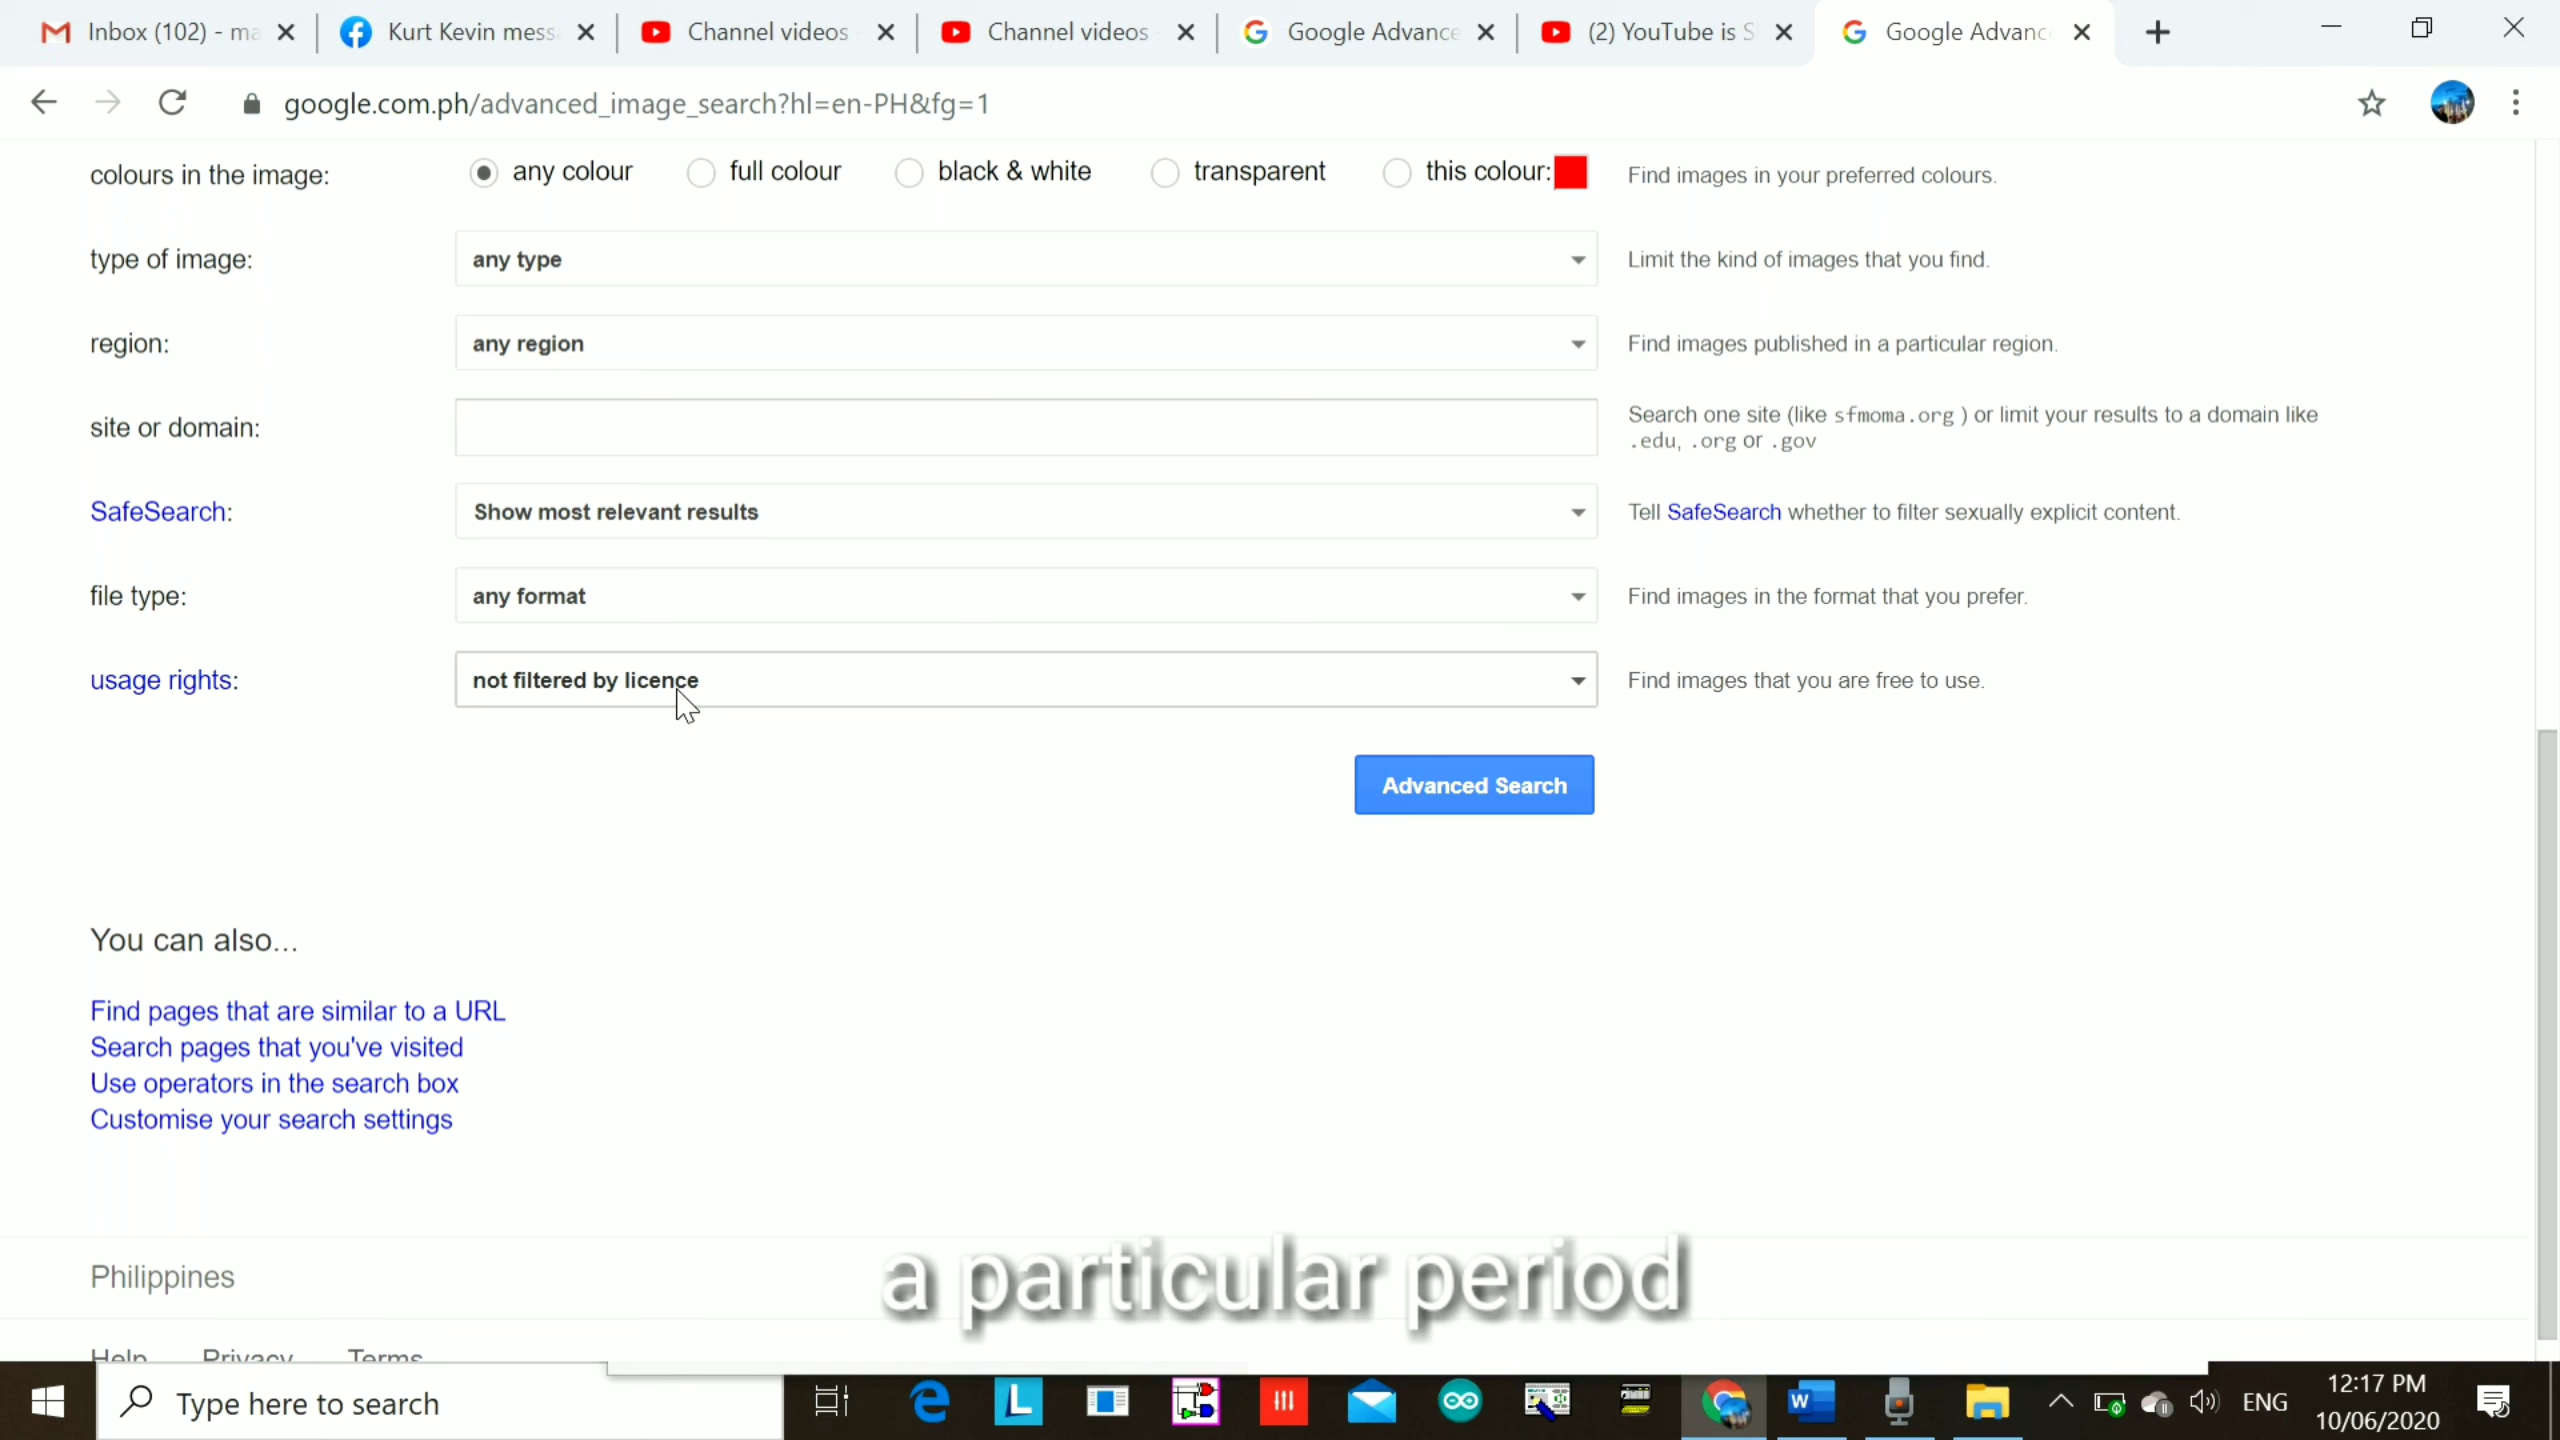 Inbox (102) - ma
Kurt Kevin mess
Channel videos
Channel videos
Google Advance
(2) YouTube is S
Google Advanc
google.com.ph/advanced_image_search?hl=en-PH&fg=1
colours in the image: any colour full colour black & white transparent this colour: Find images in your preferred colours.
type of image: any type Limit the kind of images that you find.
region: any region Find images published in a particular region.
site or domain: Search one site (like sfmoma.org ) or limit your results to a domain like
.edu, .org or .gov
SafeSearch: Show most relevant results Tell SafeSearch whether to filter sexually explicit content.
file type: any format Find images in the format that you prefer.
usage rights: not filtered by licence Find images that you are free to use.
Advanced Search
You can also...
Find pages that are similar to a URL
Search pages that you've visited
Use operators in the search box
Customise your search settings
a particular period
Philippines
Help Privacy Terms
Type here to search
ENG
12:17 PM
10/06/2020